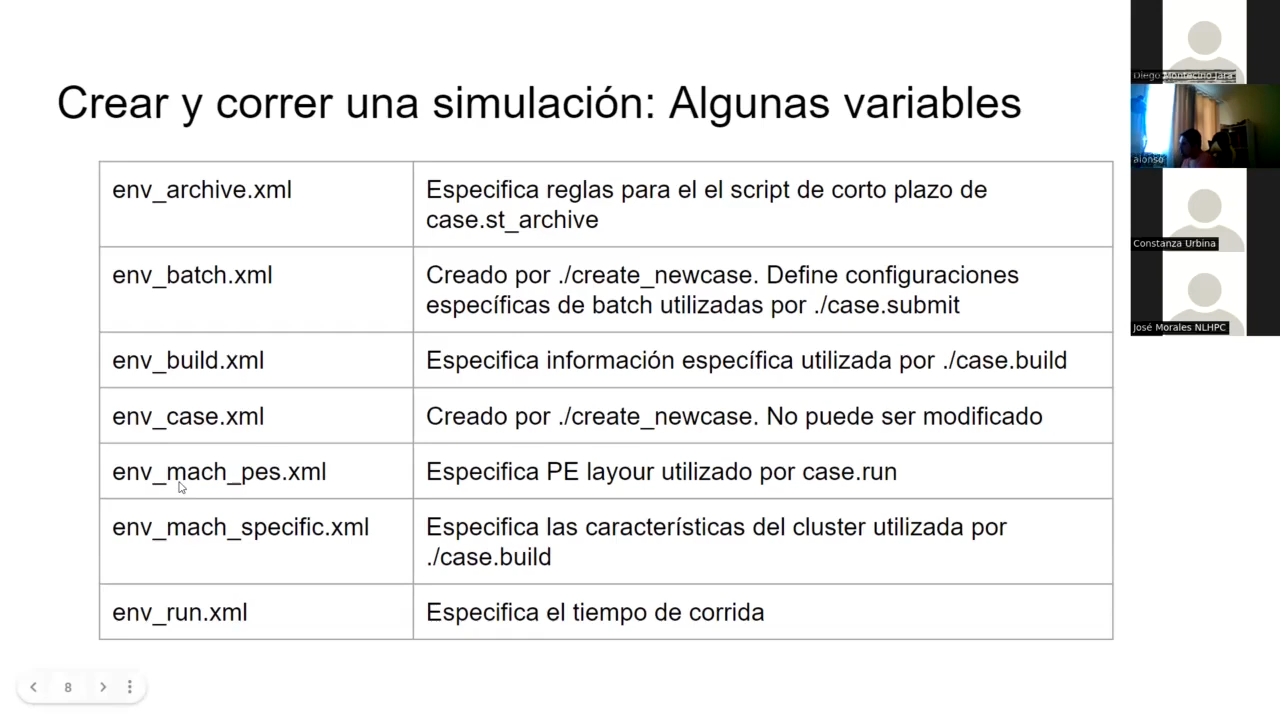 Crear y correr una simulación: Algunas variables
env_archive.xml
Especifica reglas para el el script de corto plazo de
case.st_archive
env_batch.xml
Creado por ./create_newcase. Define configuraciones
específicas de batch utilizadas por ./case.submit
env_build.xml
Especifica información específica utilizada por ./case.build
env_case.xml
Creado por ./create_newcase. No puede ser modificado
env_mach_pes.xml
Especifica PE layour utilizado por case.run
env_mach_specific.xml
Especifica las características del cluster utilizada por
./case.build
env_run.xml
Especifica el tiempo de corrida
8
Diego Montecino Jara
alonso
Constanza Urbina
José Morales NLHPC